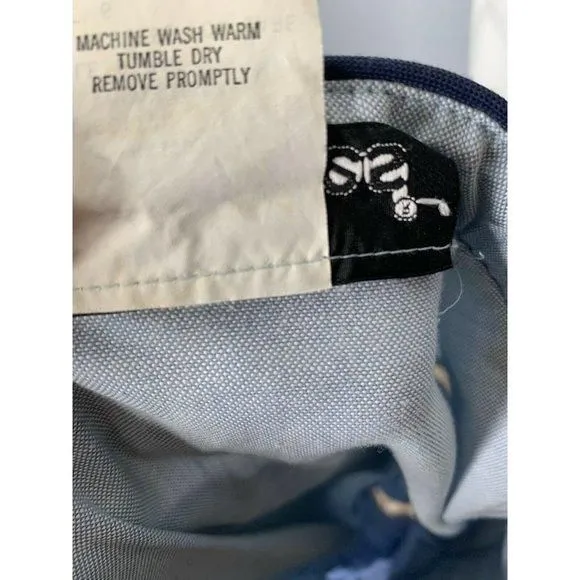 MACHINE WASH WARM
TUMBLE DRY
REMOVE PROMPTLY